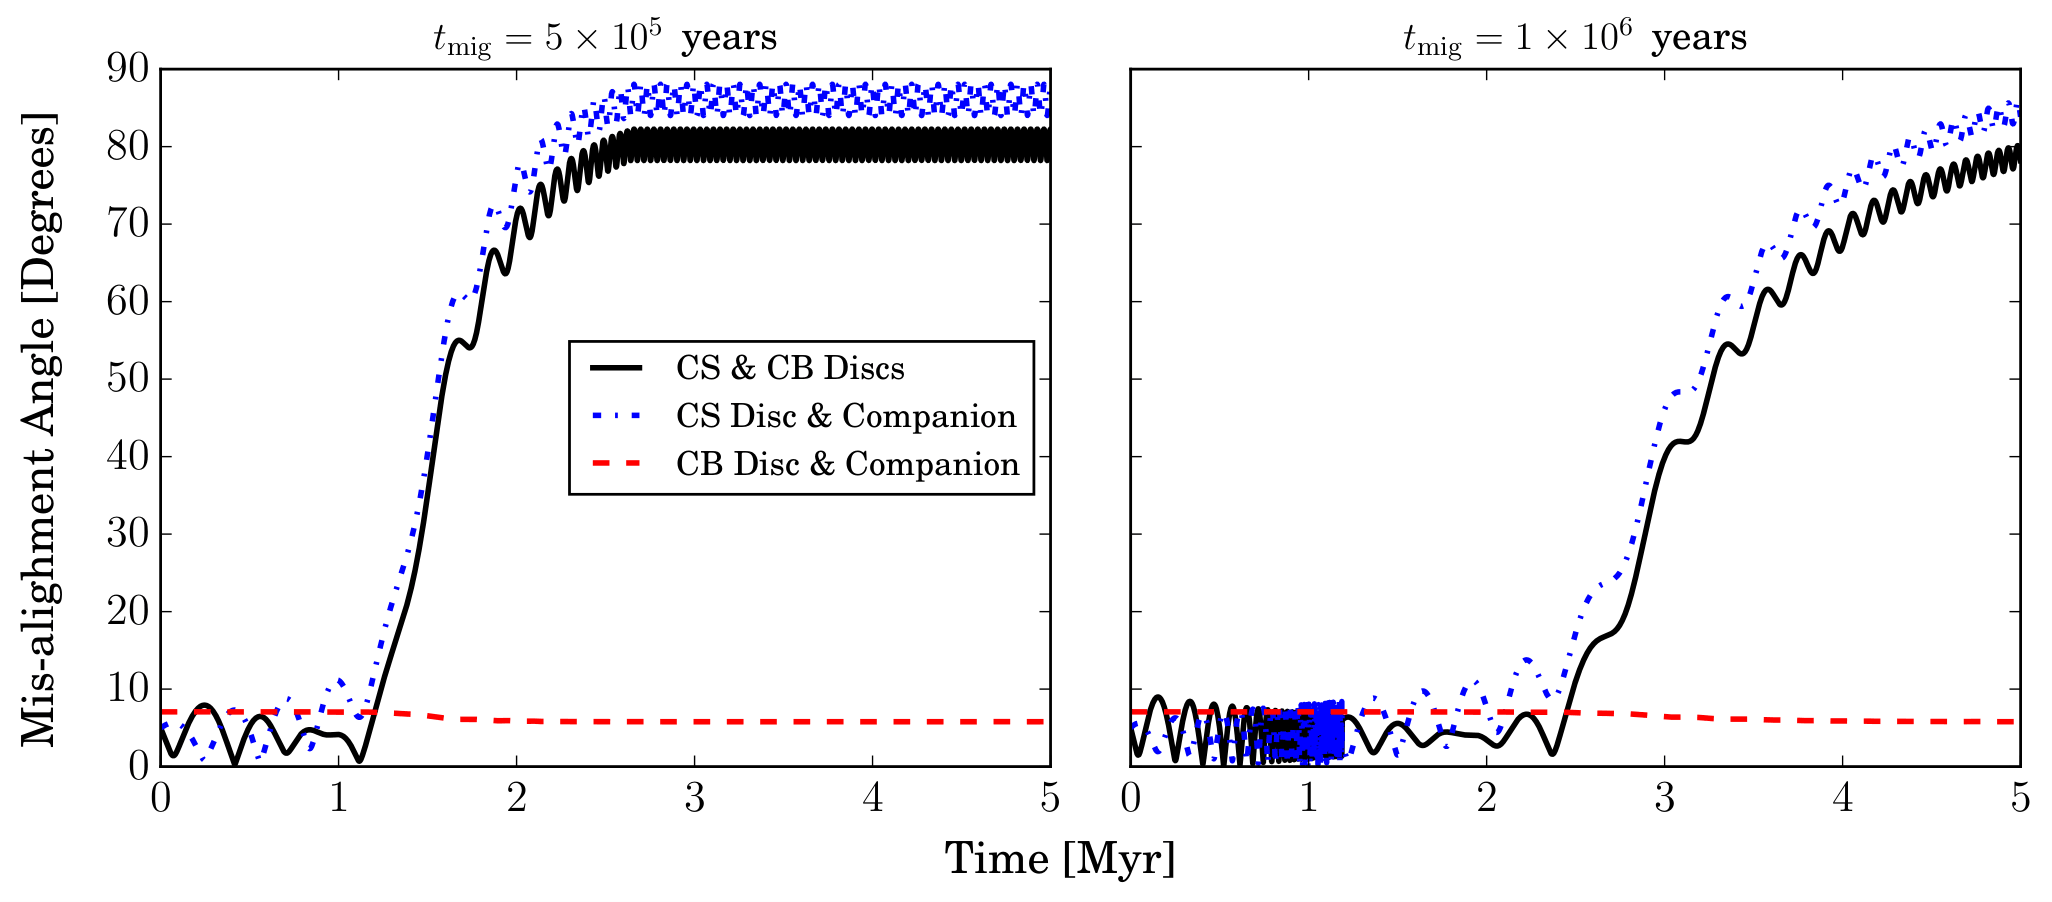 t_mig = 5 × 10^5 years
t_mig = 1 × 10^6 years
Mis-alighment Angle [Degrees]
90
80
70
60
50
40
30
20
10
0
CS & CB Discs
CS Disc & Companion
CB Disc & Companion
0 1 2 3 4 5
0 1 2 3 4 5
Time [Myr]